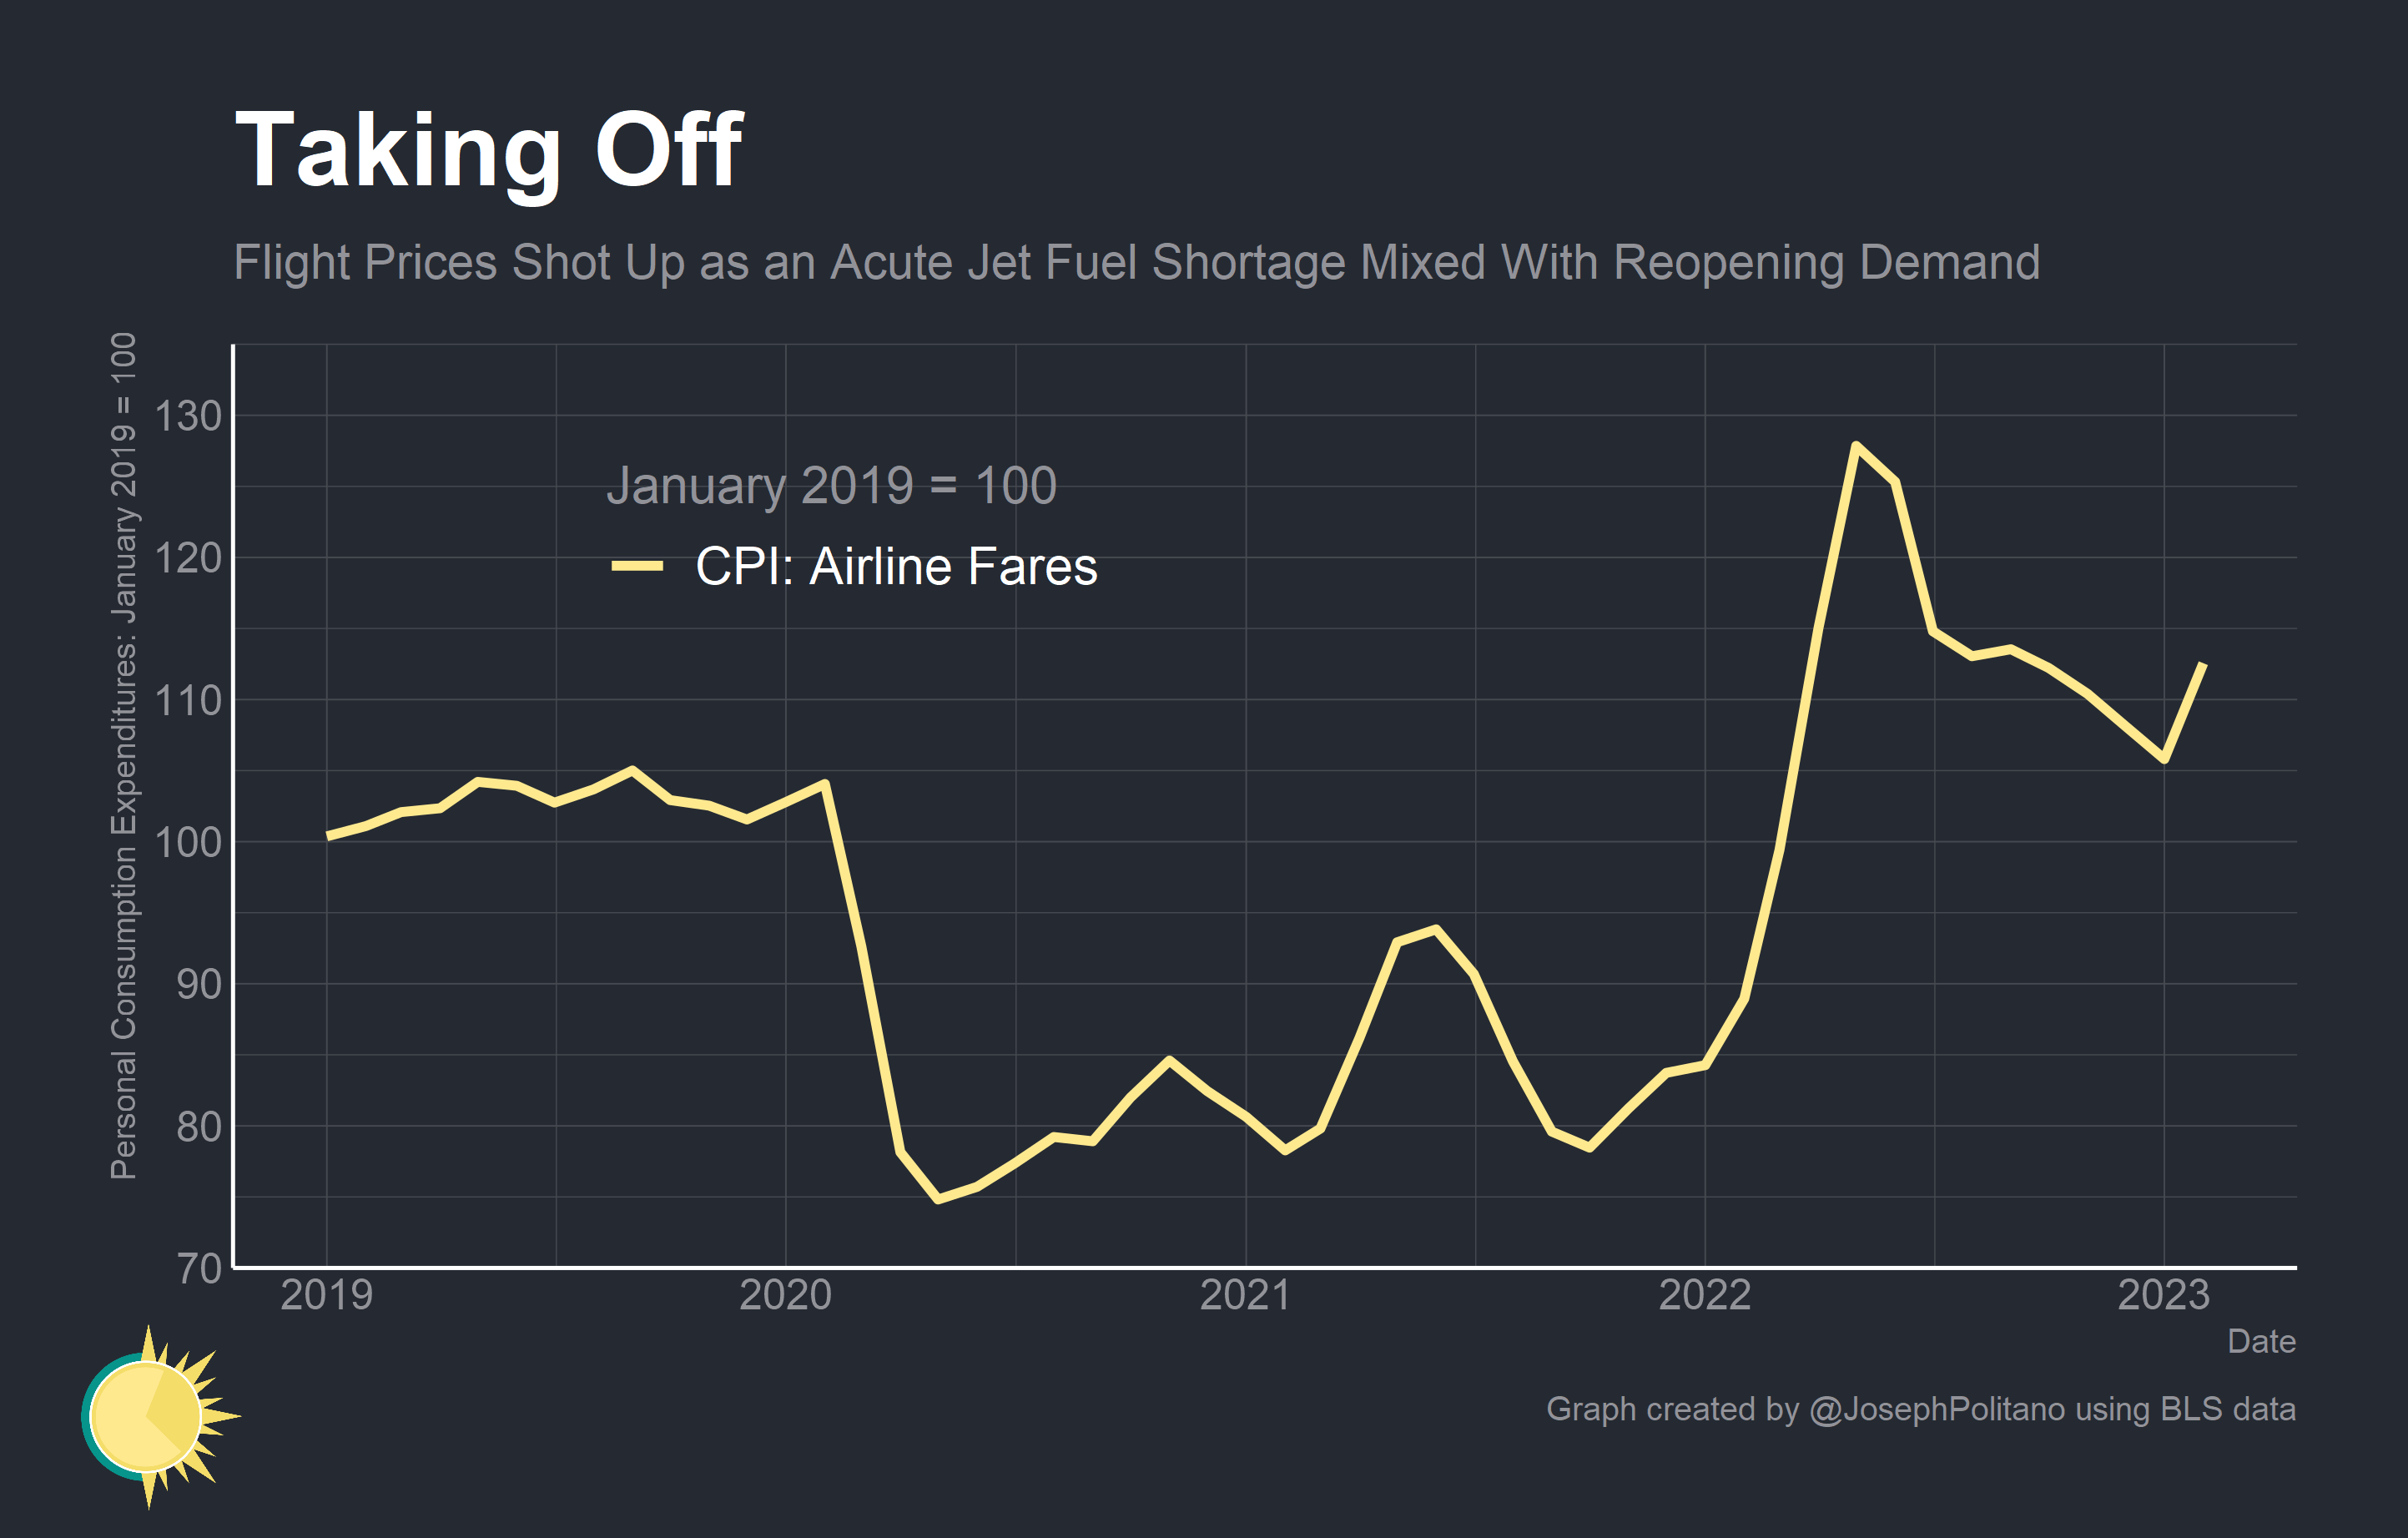 Taking Off
Flight Prices Shot Up as an Acute Jet Fuel Shortage Mixed With Reopening Demand
Personal Consumption Expenditures: January 2019 = 100
130
120
110
100
90
80
70
January 2019 = 100
CPI: Airline Fares
2019 2020 2021 2022 2023
Date
Graph created by @JosephPolitano using BLS data